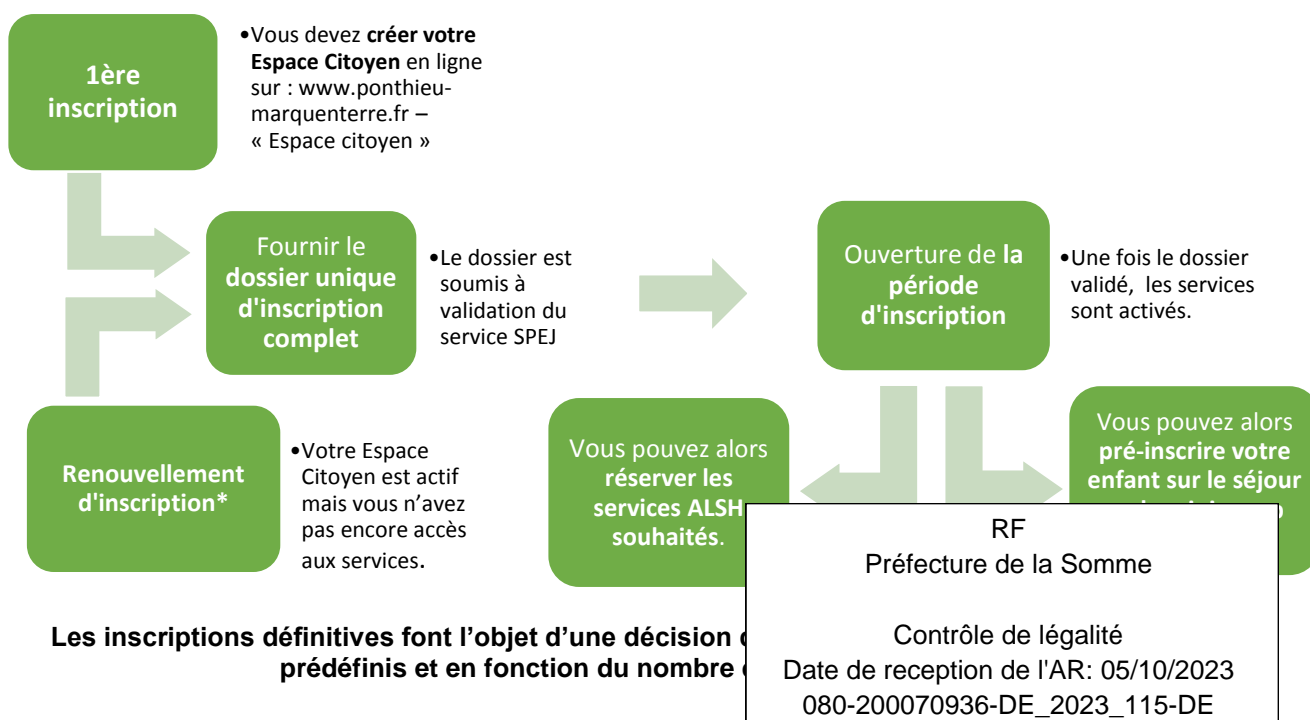 1ère
inscription
•Vous devez créer votre
Espace Citoyen en ligne
sur : www.ponthieu-
marquenterre.fr –
« Espace citoyen »
Fournir le
dossier unique
d'inscription
complet
•Le dossier est
soumis à
validation du
service SPEJ
Ouverture de la
période
d'inscription
•Une fois le dossier
validé, les services
sont activés.
Renouvellement
d'inscription*
•Votre Espace
Citoyen est actif
mais vous n'avez
pas encore accès
aux services.
Vous pouvez alors
réserver les
services ALSH
souhaités.
Vous pouvez alors
pré-inscrire votre
enfant sur le séjour
Les inscriptions définitives font l'objet d'une décision
prédéfinis et en fonction du nombre
RF
Préfecture de la Somme
Contrôle de légalité
Date de reception de l'AR: 05/10/2023
080-200070936-DE_2023_115-DE